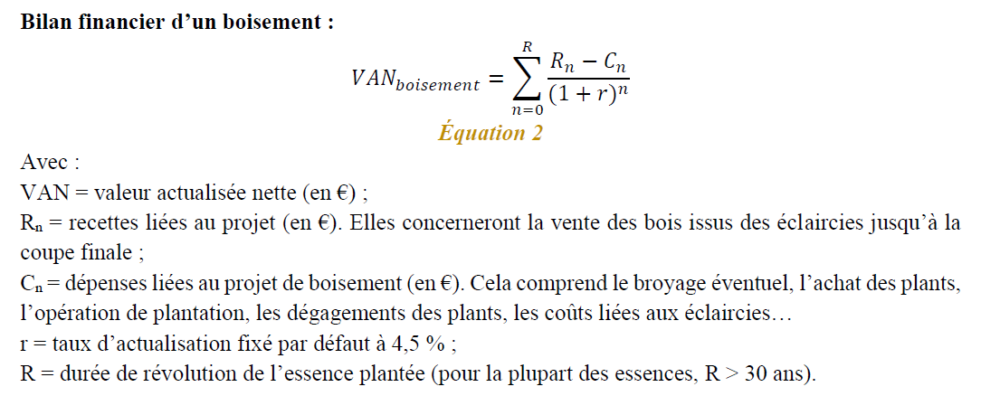 Bilan financier d’un boisement :
$$VAN_{boisement} = \sum_{n=0}^{R} \frac{R_n - C_n}{(1 + r)^n}$$
Équation 2
Avec :
VAN = valeur actualisée nette (en €) ;
Rₙ = recettes liées au projet (en €). Elles concerneront la vente des bois issus des éclaircies jusqu’à la
coupe finale ;
Cₙ = dépenses liées au projet de boisement (en €). Cela comprend le broyage éventuel, l’achat des plants,
l’opération de plantation, les dégagements des plants, les coûts liées aux éclaircies…
r = taux d’actualisation fixé par défaut à 4,5 % ;
R = durée de révolution de l’essence plantée (pour la plupart des essences, R > 30 ans).